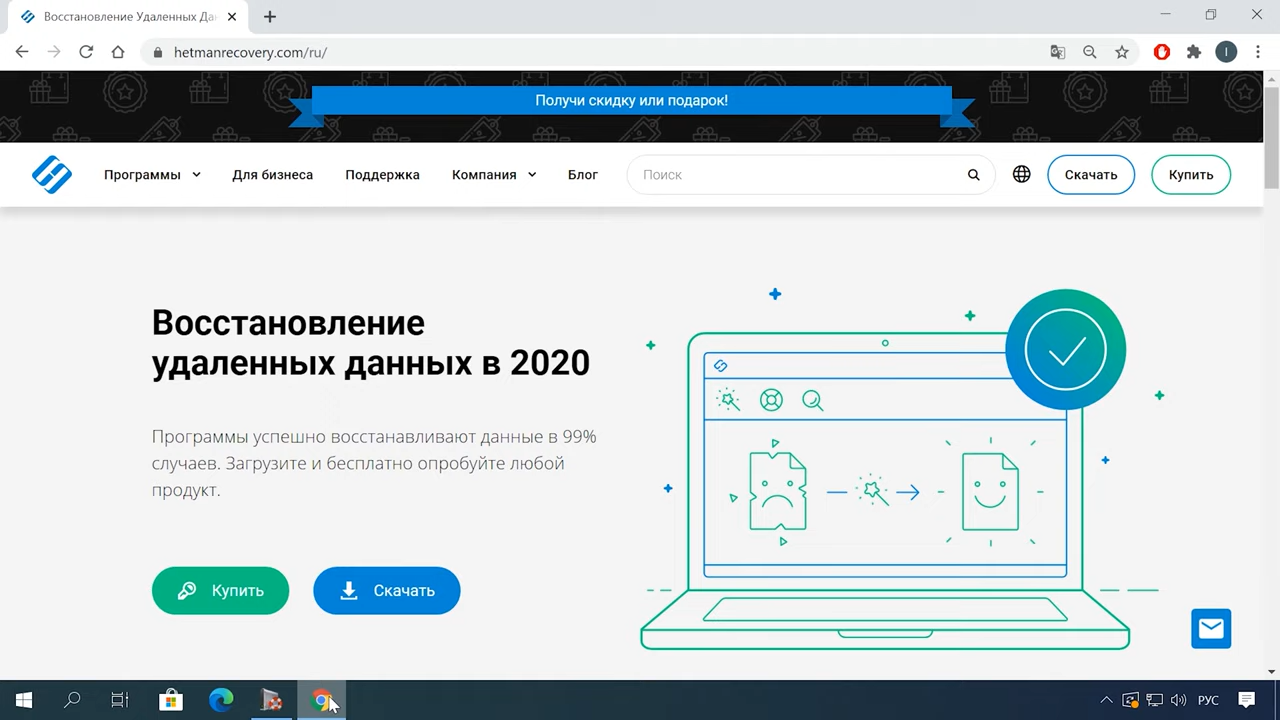 Восстановление Удаленных Да
hetmanrecovery.com/ru/
I
Получи скидку или подарок!
Программы
Для бизнеса
Поддержка
Компания
Блог
Поиск
Скачать
Купить
Восстановление
удаленных данных в 2020
Программы успешно восстанавливают данные в 99%
случаев. Загрузите и бесплатно опробуйте любой
продукт.
Купить
Скачать
РУС